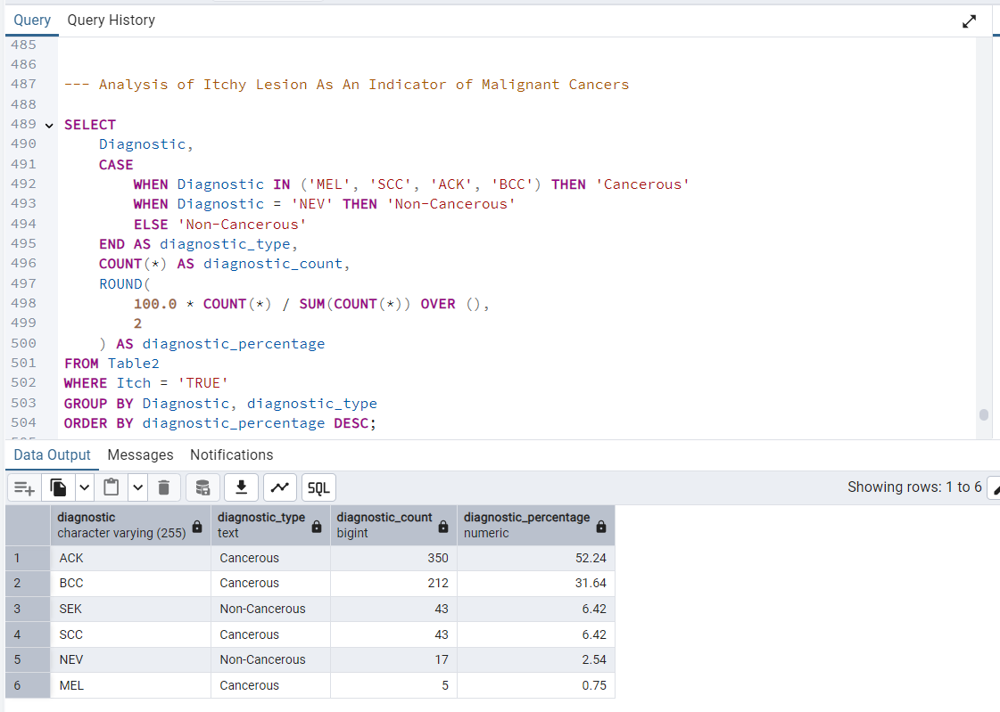 Query Query History
485
486
487 --- Analysis of Itchy Lesion As An Indicator of Malignant Cancers
488
489 SELECT
490 Diagnostic,
491 CASE
492 WHEN Diagnostic IN ('MEL', 'SCC', 'ACK', 'BCC') THEN 'Cancerous'
493 WHEN Diagnostic = 'NEV' THEN 'Non-Cancerous'
494 ELSE 'Non-Cancerous'
495 END AS diagnostic_type,
496 COUNT(*) AS diagnostic_count,
497 ROUND(
498 100.0 * COUNT(*) / SUM(COUNT(*)) OVER (),
499 2
500 ) AS diagnostic_percentage
501 FROM Table2
502 WHERE Itch = 'TRUE'
503 GROUP BY Diagnostic, diagnostic_type
504 ORDER BY diagnostic_percentage DESC;
Data Output Messages Notifications
SQL Showing rows: 1 to 6
diagnostic diagnostic_type diagnostic_count diagnostic_percentage
character varying (255) text bigint numeric
1 ACK Cancerous 350 52.24
2 BCC Cancerous 212 31.64
3 SEK Non-Cancerous 43 6.42
4 SCC Cancerous 43 6.42
5 NEV Non-Cancerous 17 2.54
6 MEL Cancerous 5 0.75